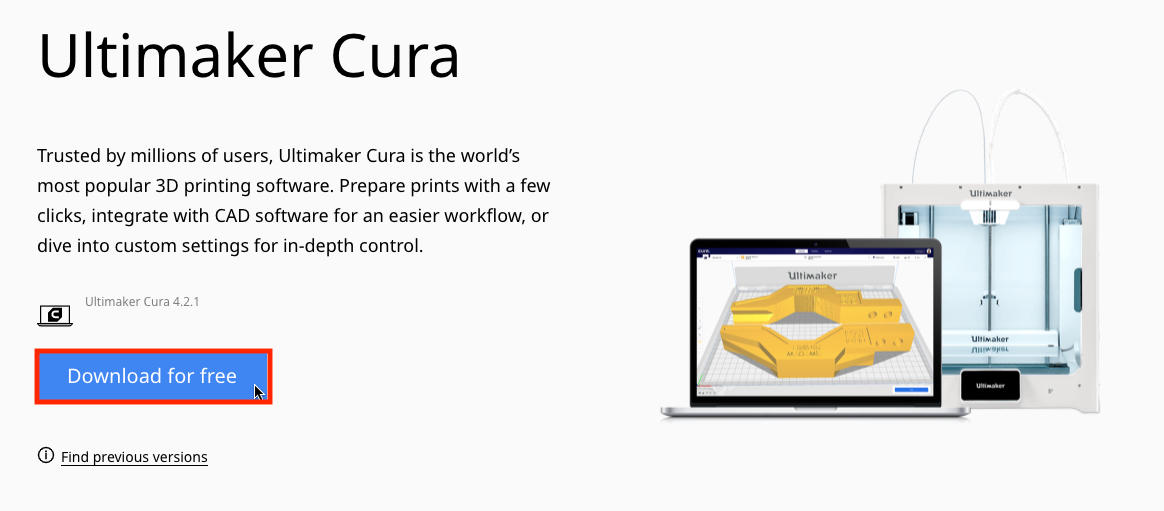 Ultimaker Cura
Trusted by millions of users, Ultimaker Cura is the world’s
most popular 3D printing software. Prepare prints with a few
clicks, integrate with CAD software for an easier workflow, or
dive into custom settings for in-depth control.
Ultimaker Cura 4.2.1
Download for free
Find previous versions
Ultimaker
Ultimaker
Ultimaker
Ultimaker